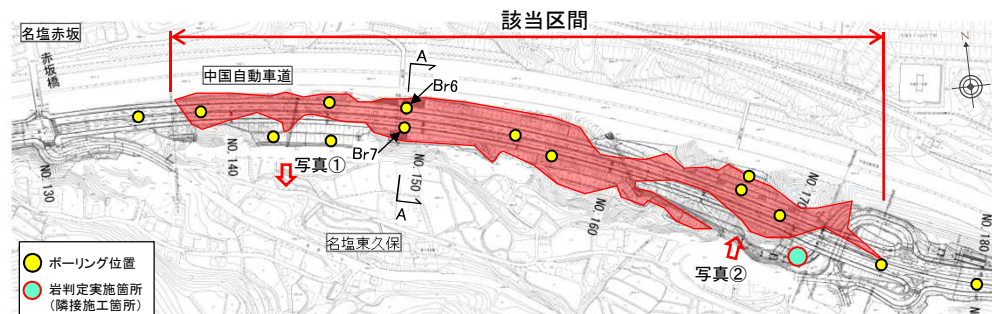 該当区間
名塩赤坂
赤坂橋
中国自動車道
A
Br6
Br7
A
写真①
NO. 130
NO. 140
NO. 150
NO. 160
NO. 170
NO. 180
名塩東久保
写真②
N
ボーリング位置
岩判定実施箇所
(隣接施工箇所)